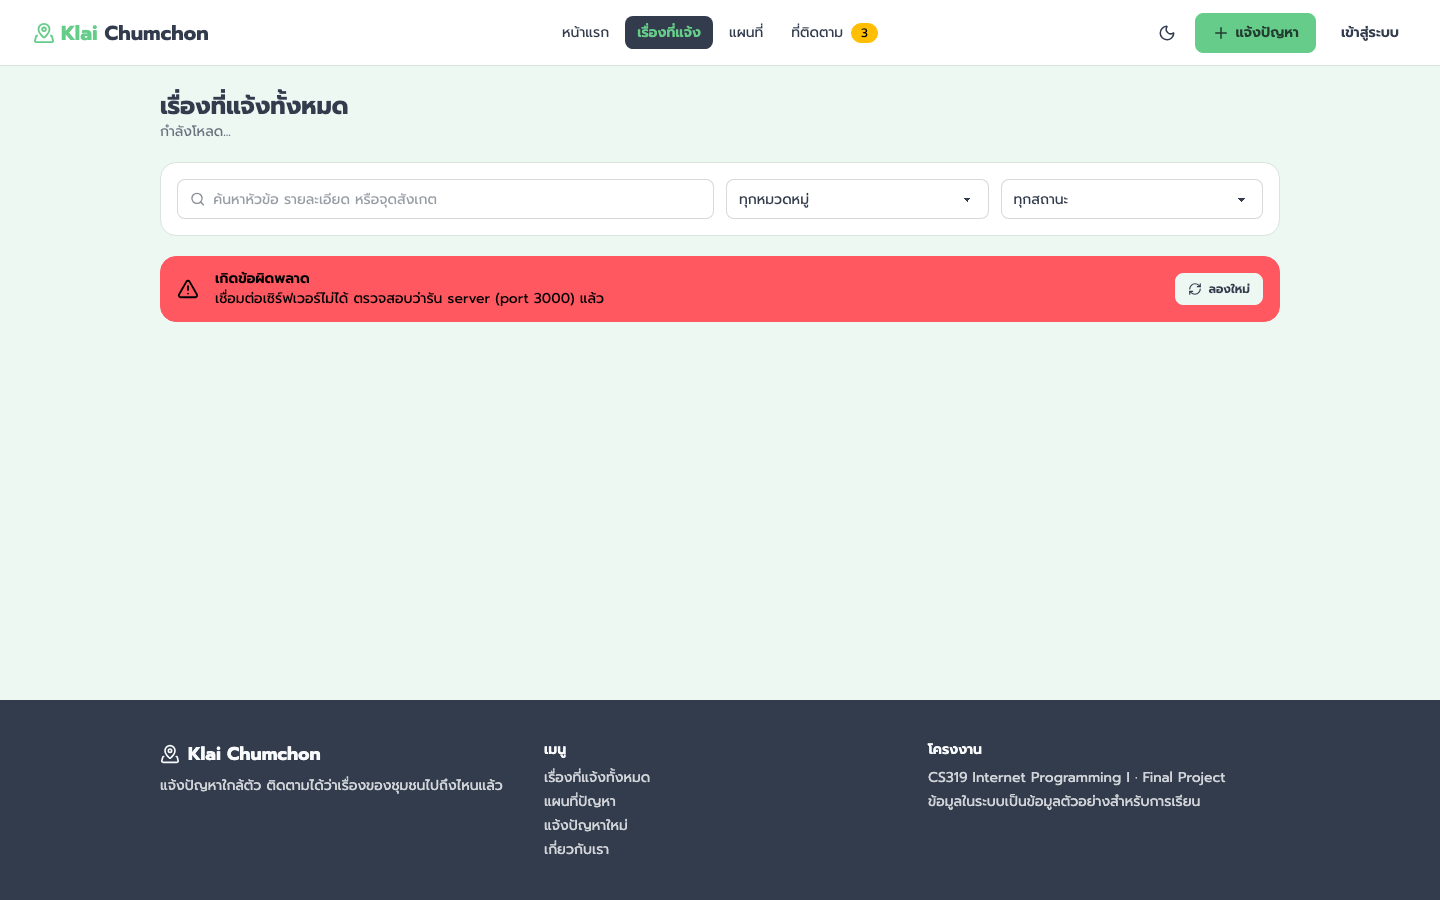 Klai Chumchon
หน้าแรก
เรื่องที่แจ้ง
แผนที่
ที่ติดตาม 3
แจ้งปัญหา
เข้าสู่ระบบ
เรื่องที่แจ้งทั้งหมด
กำลังโหลด…
ค้นหาหัวข้อ รายละเอียด หรือจุดสังเกต
ทุกหมวดหมู่
ทุกสถานะ
เกิดข้อผิดพลาด
เชื่อมต่อเซิร์ฟเวอร์ไม่ได้ ตรวจสอบว่ารัน server (port 3000) แล้ว
ลองใหม่
Klai Chumchon
แจ้งปัญหาใกล้ตัว ติดตามได้ว่าเรื่องของชุมชนไปถึงไหนแล้ว
เมนู
เรื่องที่แจ้งทั้งหมด
แผนที่ปัญหา
แจ้งปัญหาใหม่
เกี่ยวกับเรา
โครงงาน
CS319 Internet Programming I · Final Project
ข้อมูลในระบบเป็นข้อมูลตัวอย่างสำหรับการเรียน